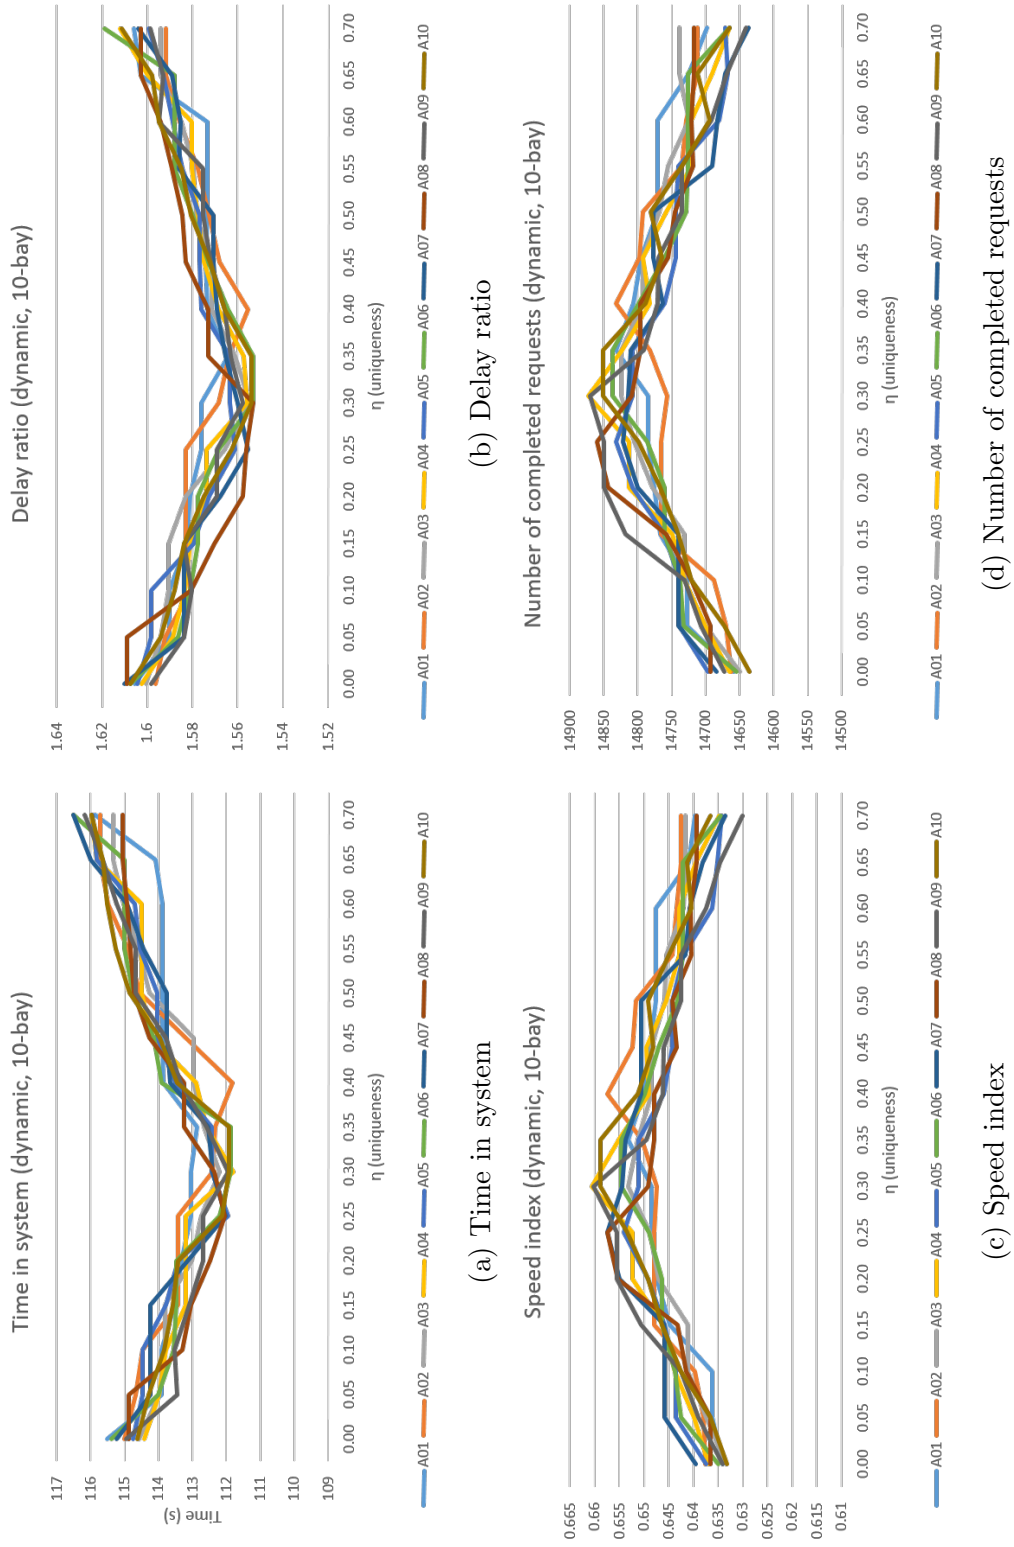 Time in system (dynamic, 10-bay)
117
116
115
114
113
112
111
110
109
Time (s)
0.00 0.05 0.10 0.15 0.20 0.25 0.30 0.35 0.40 0.45 0.50 0.55 0.60 0.65 0.70
η (uniqueness)
A01 A02 A03 A04 A05 A06 A07 A08 A09 A10
(a) Time in system
Delay ratio (dynamic, 10-bay)
1.64
1.62
1.6
1.58
1.56
1.54
1.52
0.00 0.05 0.10 0.15 0.20 0.25 0.30 0.35 0.40 0.45 0.50 0.55 0.60 0.65 0.70
η (uniqueness)
A01 A02 A03 A04 A05 A06 A07 A08 A09 A10
(b) Delay ratio
Speed index (dynamic, 10-bay)
0.665
0.66
0.655
0.65
0.645
0.64
0.635
0.63
0.625
0.62
0.615
0.61
0.00 0.05 0.10 0.15 0.20 0.25 0.30 0.35 0.40 0.45 0.50 0.55 0.60 0.65 0.70
η (uniqueness)
A01 A02 A03 A04 A05 A06 A07 A08 A09 A10
(c) Speed index
Number of completed requests (dynamic, 10-bay)
14900
14850
14800
14750
14700
14650
14600
14550
14500
0.00 0.05 0.10 0.15 0.20 0.25 0.30 0.35 0.40 0.45 0.50 0.55 0.60 0.65 0.70
η (uniqueness)
A01 A02 A03 A04 A05 A06 A07 A08 A09 A10
(d) Number of completed requests